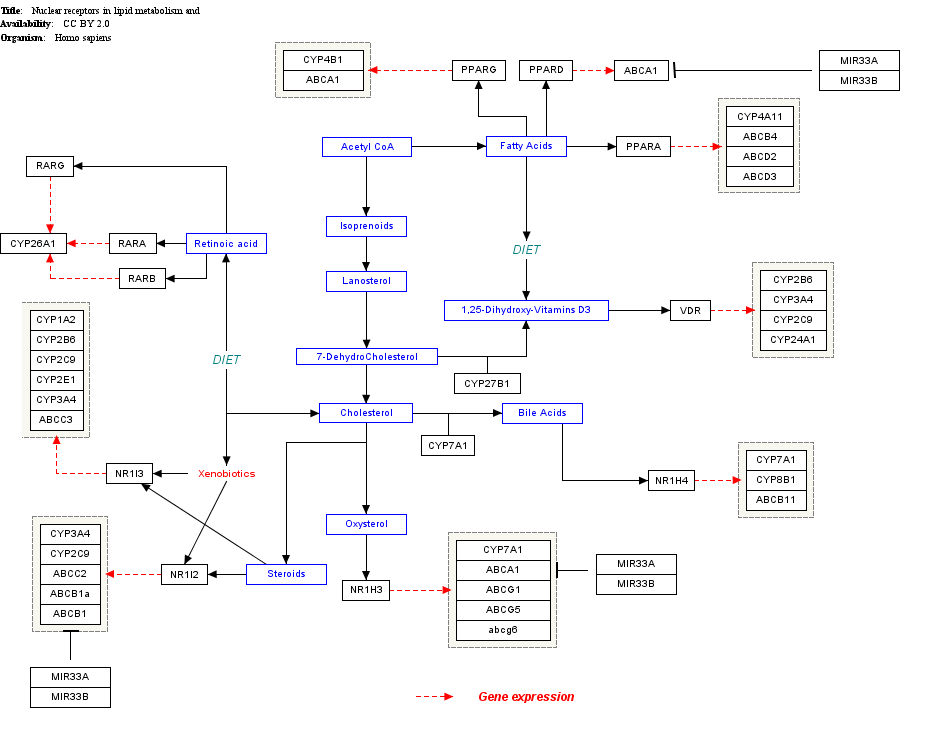 Title: Nuclear receptors in lipid metabolism and
Availability: CC BY 2.0
Organism: Homo sapiens
CYP4B1
ABCA1
PPARG
PPARD
ABCA1
MIR33A
MIR33B
CYP4A11
ABCB4
ABCD2
ABCD3
Acetyl CoA
Fatty Acids
PPARA
RARG
Isoprenoids
CYP26A1
RARA
Retinoic acid
DIET
RARB
Lanosterol
CYP2B6
CYP3A4
CYP2C9
CYP24A1
1,25-Dihydroxy-Vitamins D3
VDR
CYP1A2
CYP2B6
CYP2C9
CYP2E1
CYP3A4
ABCC3
DIET
7-DehydroCholesterol
CYP27B1
Cholesterol
Bile Acids
CYP7A1
NR1I3
Xenobiotics
NR1H4
CYP7A1
CYP8B1
ABCB11
Oxysterol
CYP3A4
CYP2C9
ABCC2
ABCB1a
ABCB1
NR1I2
Steroids
NR1H3
CYP7A1
ABCA1
ABCG1
ABCG5
abcg6
MIR33A
MIR33B
MIR33A
MIR33B
Gene expression